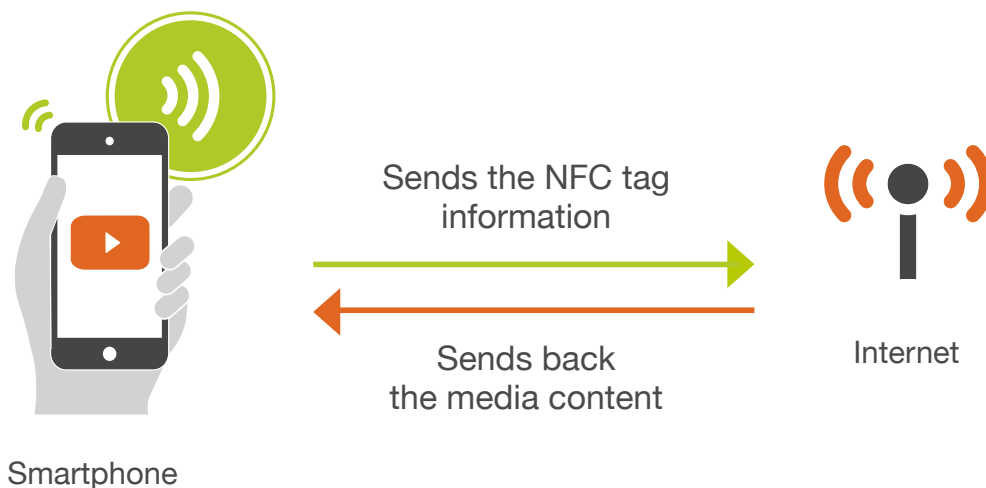 Sends the NFC tag
information
Sends back
the media content
Internet
Smartphone